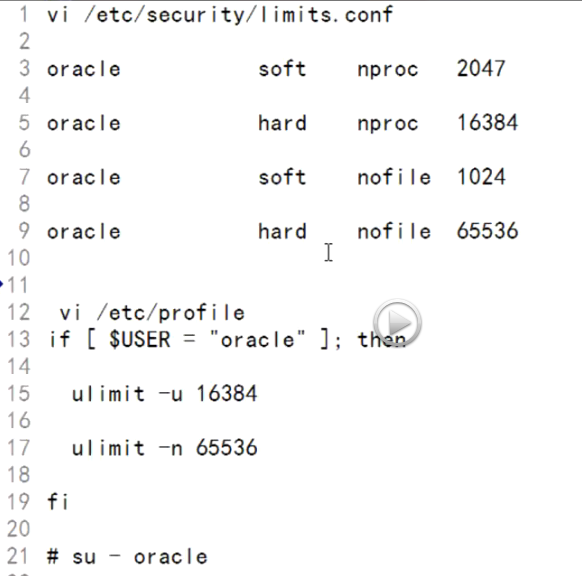 1 vi /etc/security/limits.conf
2
3 oracle soft nproc 2047
4
5 oracle hard nproc 16384
6
7 oracle soft nofile 1024
8
9 oracle hard nofile 65536
10
11
12 vi /etc/profile
13 if [ $USER = "oracle" ]; then
14
15 ulimit -u 16384
16
17 ulimit -n 65536
18
19 fi
20
21 # su - oracle